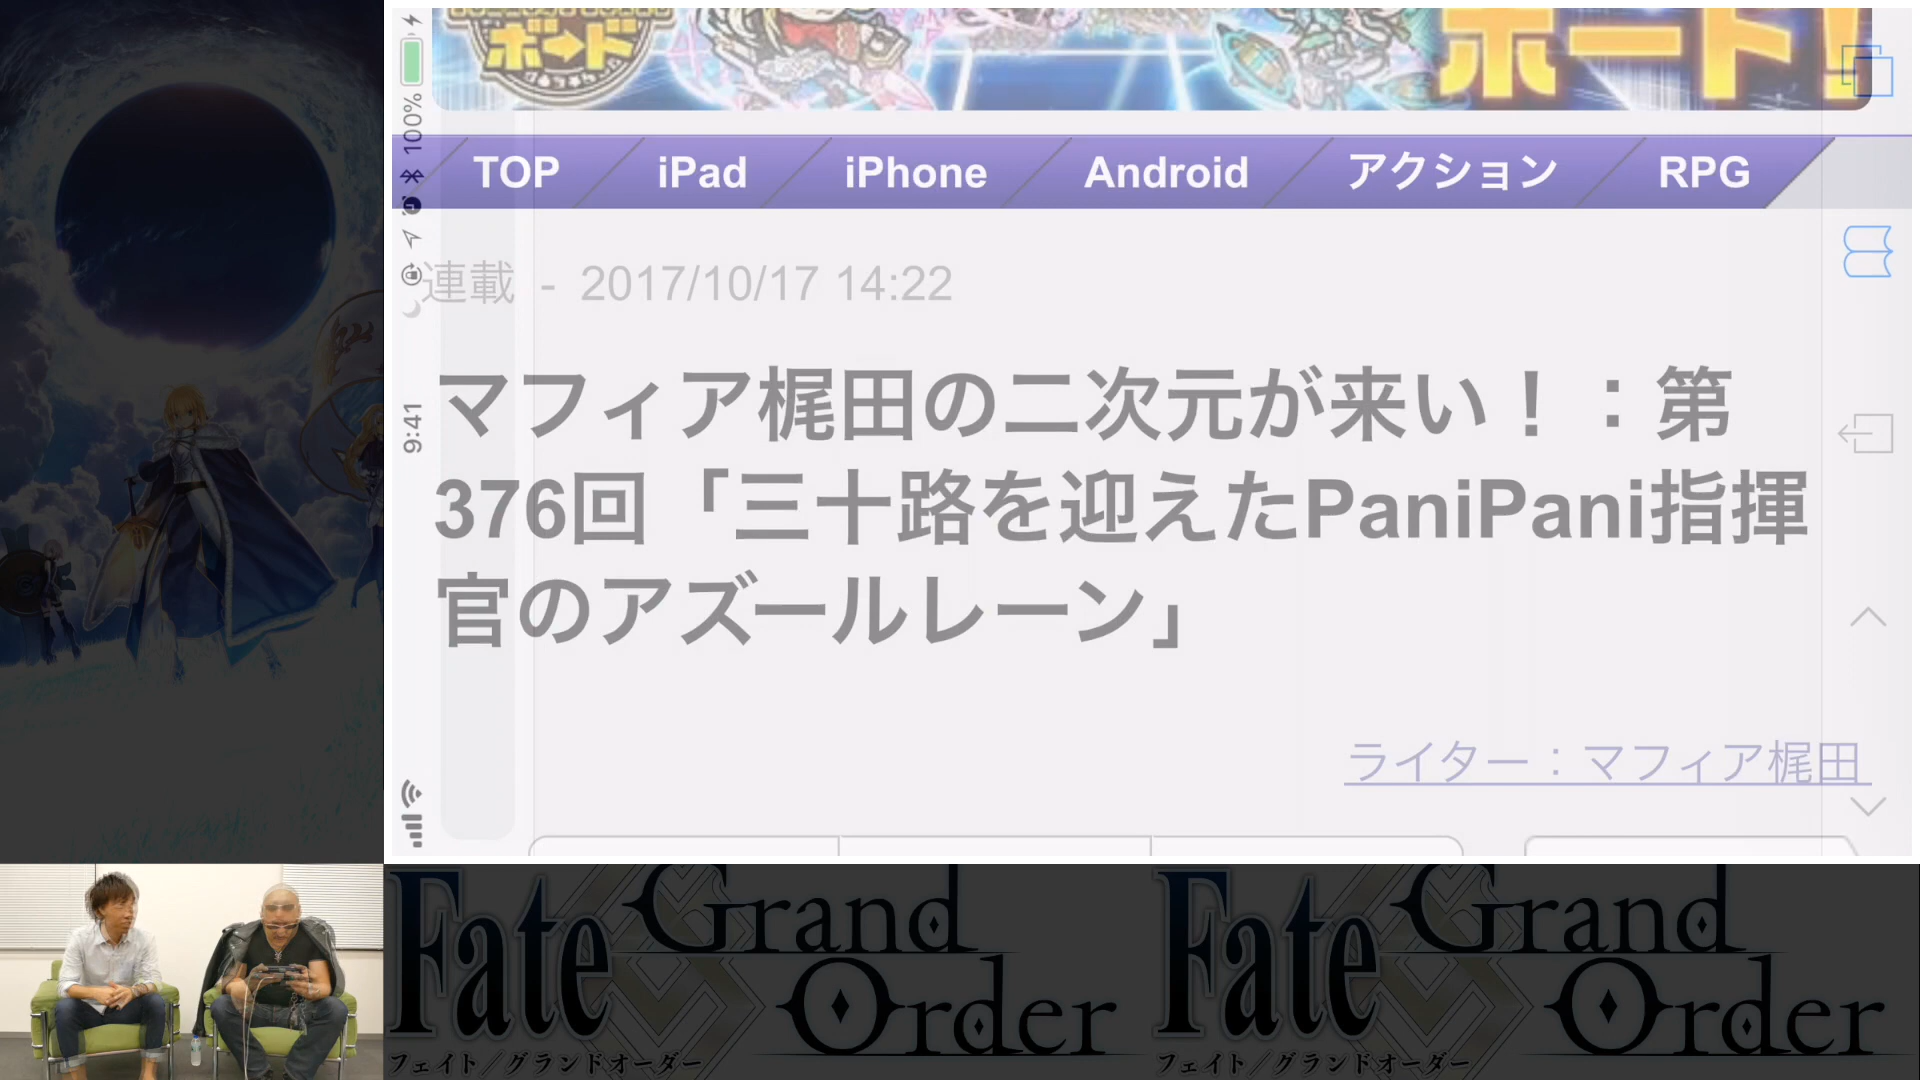 ボード
ボード!
TOP
iPad
iPhone
Android
アクション
RPG
100%
9:41
連載 - 2017/10/17 14:22
マフィア梶田の二次元が来い！：第
376回「三十路を迎えたPaniPani指揮
官のアズールレーン」
ライター：マフィア梶田
Fate Grand Order
フェイト／グランドオーダー
Fate Grand Order
フェイト／グランドオーダー